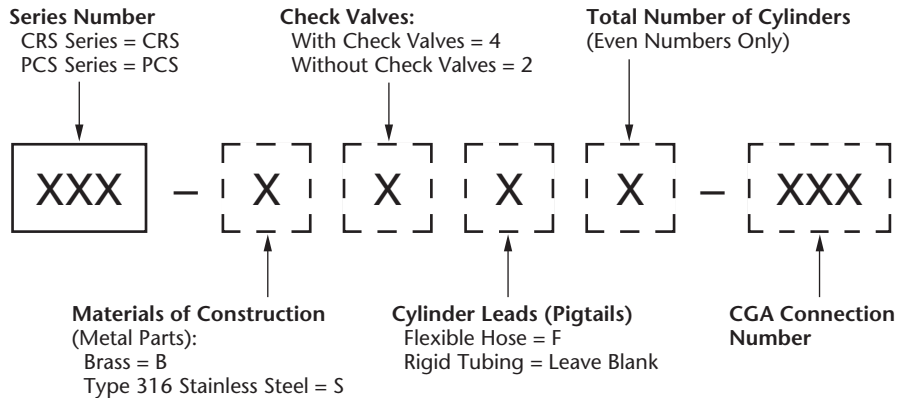 Series Number
CRS Series = CRS
PCS Series = PCS
Check Valves:
With Check Valves = 4
Without Check Valves = 2
Total Number of Cylinders
(Even Numbers Only)
XXX – X X X X – XXX
Materials of Construction
(Metal Parts):
Brass = B
Type 316 Stainless Steel = S
Cylinder Leads (Pigtails)
Flexible Hose = F
Rigid Tubing = Leave Blank
CGA Connection
Number